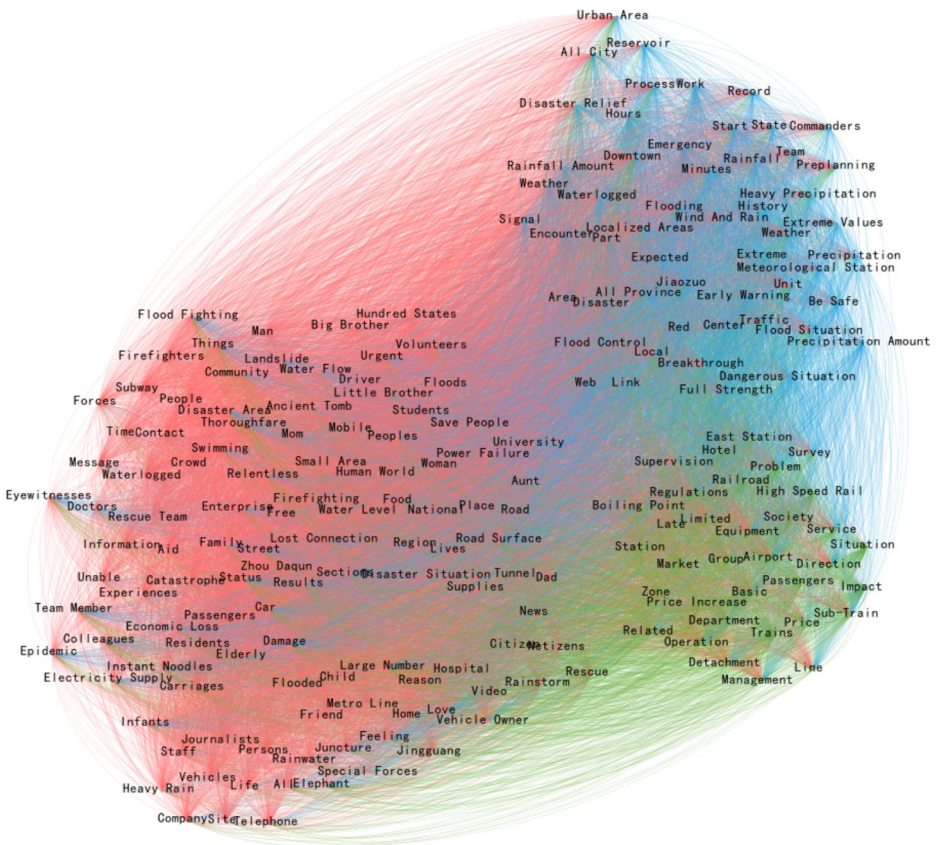 Urban Area
Reservoir
All City
Process
Work
Record
Disaster Relief
Hours
Start
State
Commanders
Emergency
Downtown
Team
Rainfall
Rainfall Amount
Minutes
Preplanning
Weather
Waterlogged
Heavy Precipitation
Flooding
History
Signal
Wind And Rain
Extreme Values
Localized Areas
Encounter
Part
Weather
Expected
Extreme
Precipitation
Meteorological Station
Jiaozuo
Unit
All Province
Area
Early Warning
Disaster
Be Safe
Hundred States
Flood Fighting
Big Brother
Traffic
Red
Center
Flood Situation
Man
Things
Volunteers
Flood Control
Precipitation Amount
Firefighters
Landslide
Urgent
Local
Water Flow
Breakthrough
Community
Driver
Floods
Web
Link
Dangerous Situation
Subway
Little Brother
Full Strength
Forces
People
Ancient Tomb
Disaster Area
Students
Thoroughfare
Save People
Time
Contact
Mom
Mobile
Peoples
University
East Station
Swimming
Power Failure
Hotel
Survey
Message
Crowd
Small Area
Woman
Supervision
Problem
Waterlogged
Relentless
Human World
Aunt
Railroad
Eyewitnesses
Firefighting
Food
Regulations
High Speed Rail
Doctors
Enterprise
Free
Water Level
National
Place
Road
Boiling Point
Rescue Team
Late
Limited
Society
Equipment
Service
Information
Aid
Family
Lost Connection
Region
Road Surface
Street
Lives
Station
Situation
Market
Group
Airport
Direction
Unable
Catastrophe
Status
Zhou Daqun
Sections
Disaster Situation
Tunnel
Dad
Results
Supplies
Passengers
Experiences
Zone
Basic
Impact
Team Member
Car
Price Increase
Passengers
News
Sub-Train
Economic Loss
Department
Price
Colleagues
Residents
Damage
Related
Trains
Epidemic
Elderly
Citizen
Netizens
Operation
Instant Noodles
Large Number
Hospital
Detachment
Line
Electricity Supply
Child
Reason
Rescue
Carriages
Flooded
Rainstorm
Management
Video
Metro Line
Infants
Friend
Home
Love
Vehicle Owner
Journalists
Feeling
Staff
Persons
Juncture
Jingguang
Rainwater
Special Forces
Vehicles
Heavy Rain
Life
All
Elephant
Company
Site
Telephone